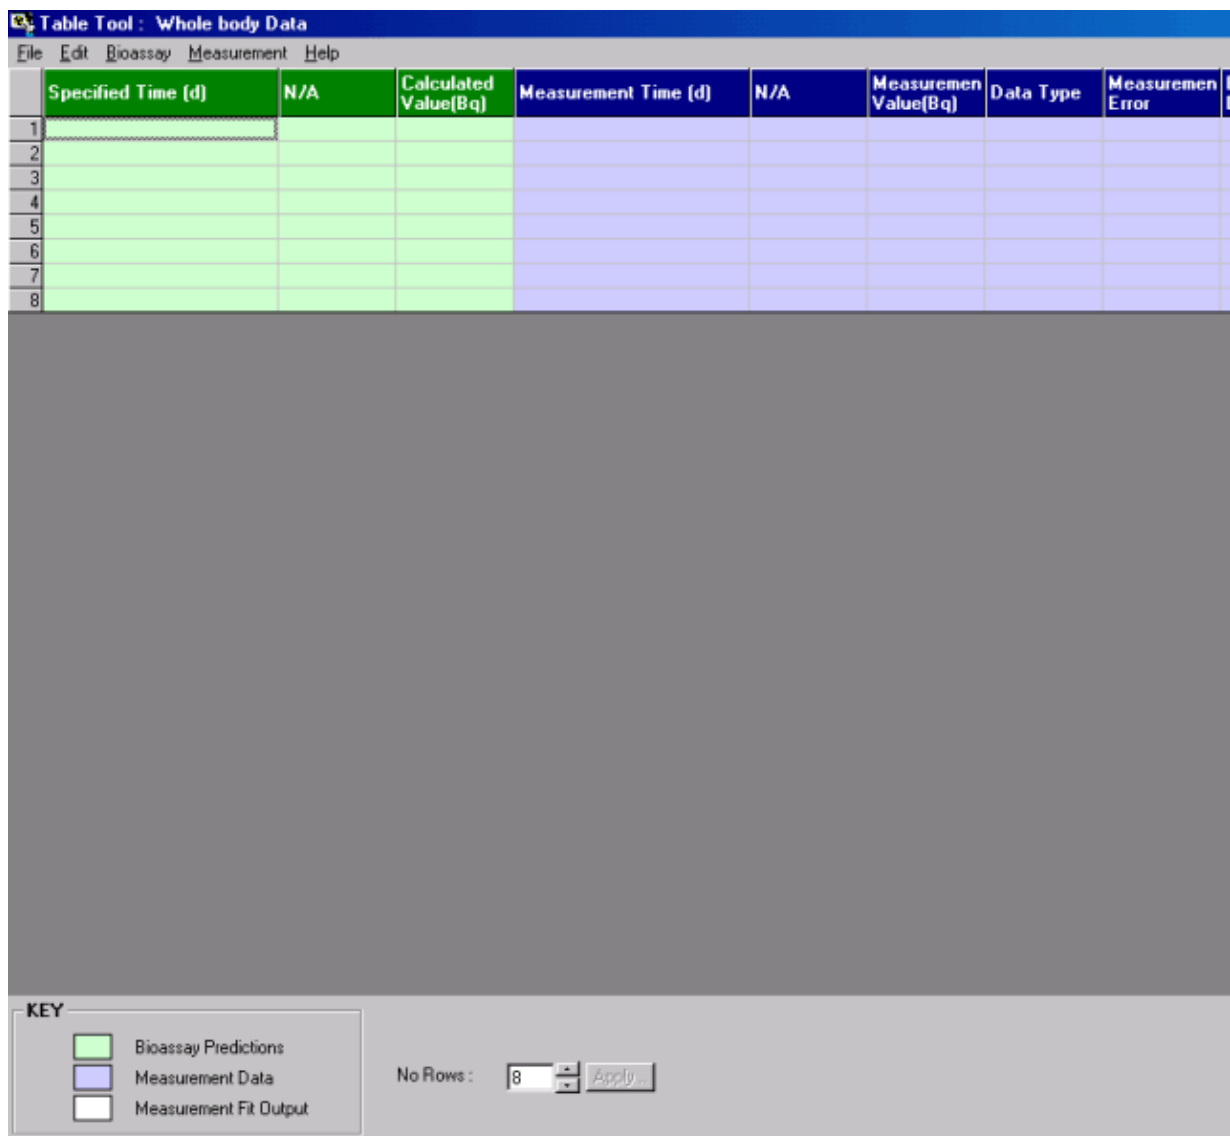 Table Tool : Whole body Data
File Edit Bioassay Measurement Help
Specified Time (d) N/A Calculated Measurement Time (d) N/A Measuremen Data Type Measuremen
Value(Bq) Value(Bq) Error
1
2
3
4
5
6
7
8
KEY
Bioassay Predictions
Measurement Data
Measurement Fit Output
No Rows : 8 Apply...